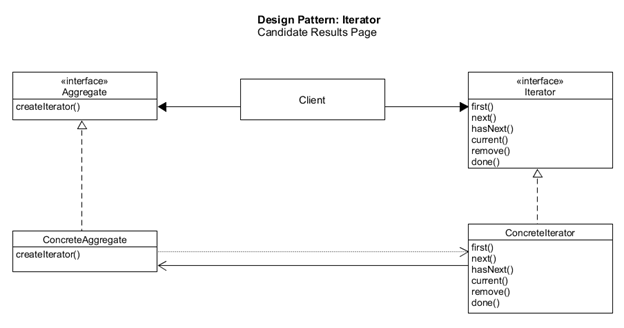 Design Pattern: Iterator
Candidate Results Page
«interface»
Aggregate
createIterator()
Client
«interface»
Iterator
first()
next()
hasNext()
current()
remove()
done()
ConcreteAggregate
createIterator()
ConcreteIterator
first()
next()
hasNext()
current()
remove()
done()